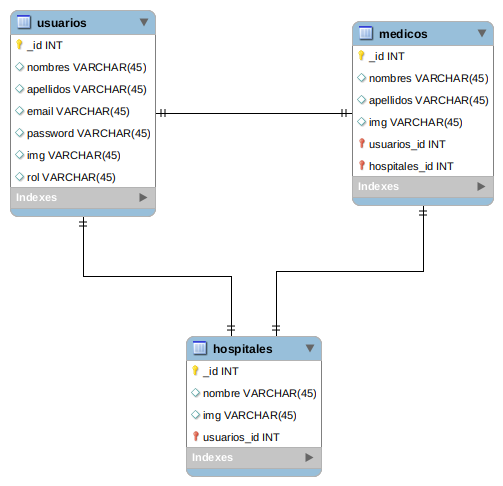 usuarios
_id INT
nombres VARCHAR(45)
apellidos VARCHAR(45)
email VARCHAR(45)
password VARCHAR(45)
img VARCHAR(45)
rol VARCHAR(45)
Indexes
medicos
_id INT
nombres VARCHAR(45)
apellidos VARCHAR(45)
img VARCHAR(45)
usuarios_id INT
hospitales_id INT
Indexes
hospitales
_id INT
nombre VARCHAR(45)
img VARCHAR(45)
usuarios_id INT
Indexes